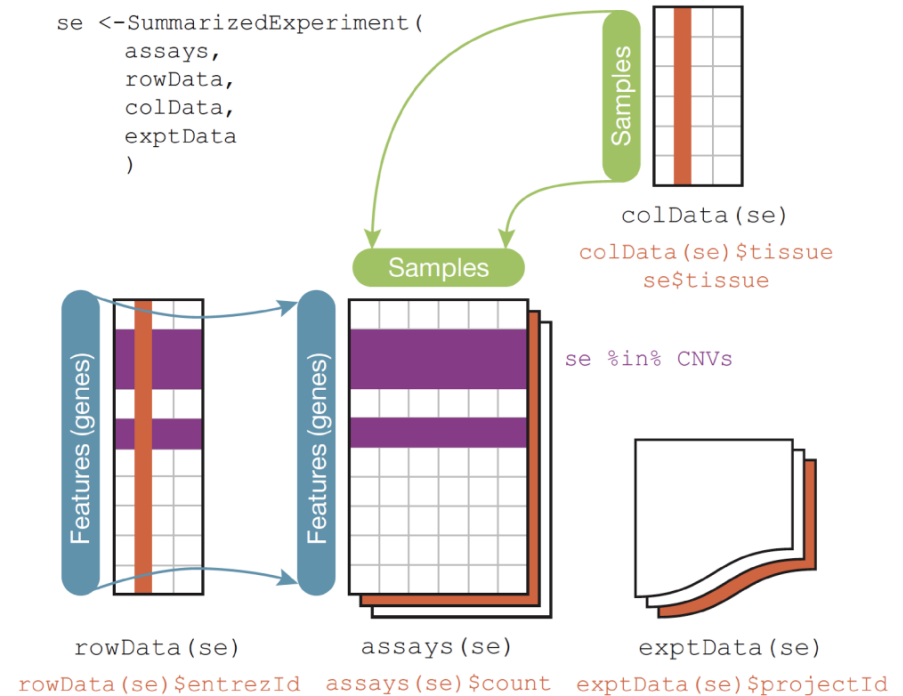 se <-SummarizedExperiment(
assays,
rowData,
colData,
exptData
)
Samples
colData(se)
colData(se)$tissue
se$tissue
Samples
Features (genes)
Features (genes)
se %in% CNVs
rowData(se)
rowData(se)$entrezId
assays(se)
assays(se)$count
exptData(se)
exptData(se)$projectId